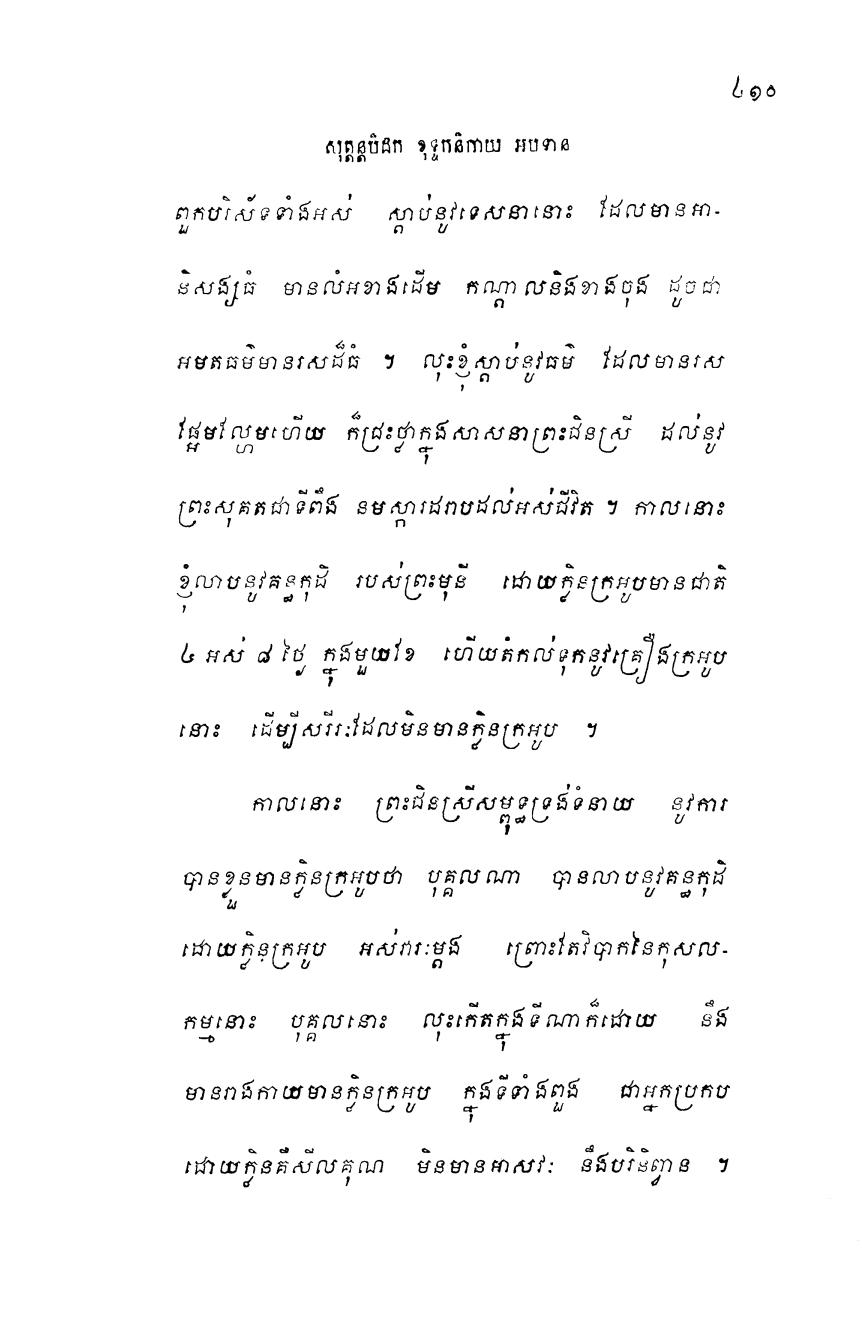 ៤១០
សុត្តន្តបិដក ខុទ្ទកនិកាយ អបទាន
ពួកបរិស័ទទាំងអស់ ស្តាប់នូវទេសនានោះ ដែលមានអា-
និសង្សធំ មានលំអខាងដើម កណ្តាលនិងខាងចុង ដូចជា
អមតធម៌មានរសដ៏ធំ ។ លុះខ្ញុំស្តាប់នូវធម៌ ដែលមានរស
ផ្អែមល្ហែមហើយ ក៏ជ្រះថ្លាក្នុងសាសនាព្រះជិនស្រី ដល់នូវ
ព្រះសុគតជាទីពឹង នមស្ការដរាបដល់អស់ជីវិត ។ កាលនោះ
ខ្ញុំលាបនូវគន្ធកុដិ របស់ព្រះមុនី ដោយក្លិនក្រអូបមានជាតិ
៤ អស់ ៨ ថ្ងៃ ក្នុងមួយខែ ហើយតំកល់ទុកនូវគ្រឿងក្រអូប
នោះ ដើម្បីសរីរៈដែលមិនមានក្លិនក្រអូប ។
កាលនោះ ព្រះជិនស្រីសម្ពុទ្ធទ្រង់ទំនាយ នូវការ
បានខ្លួនមានក្លិនក្រអូបថា បុគ្គលណា បានលាបនូវគន្ធកុដិ
ដោយក្លិនក្រអូប អស់វារៈម្តង ព្រោះតែវិបាកនៃកុសល-
កម្មនោះ បុគ្គលនោះ លុះកើតក្នុងទីណាក៏ដោយ នឹង
មានរាងកាយមានក្លិនក្រអូប ក្នុងទីទាំងពួង ជាអ្នកប្រកប
ដោយក្លិនគឺសីលគុណ មិនមានអាសវៈ នឹងបរិនិព្វាន ។